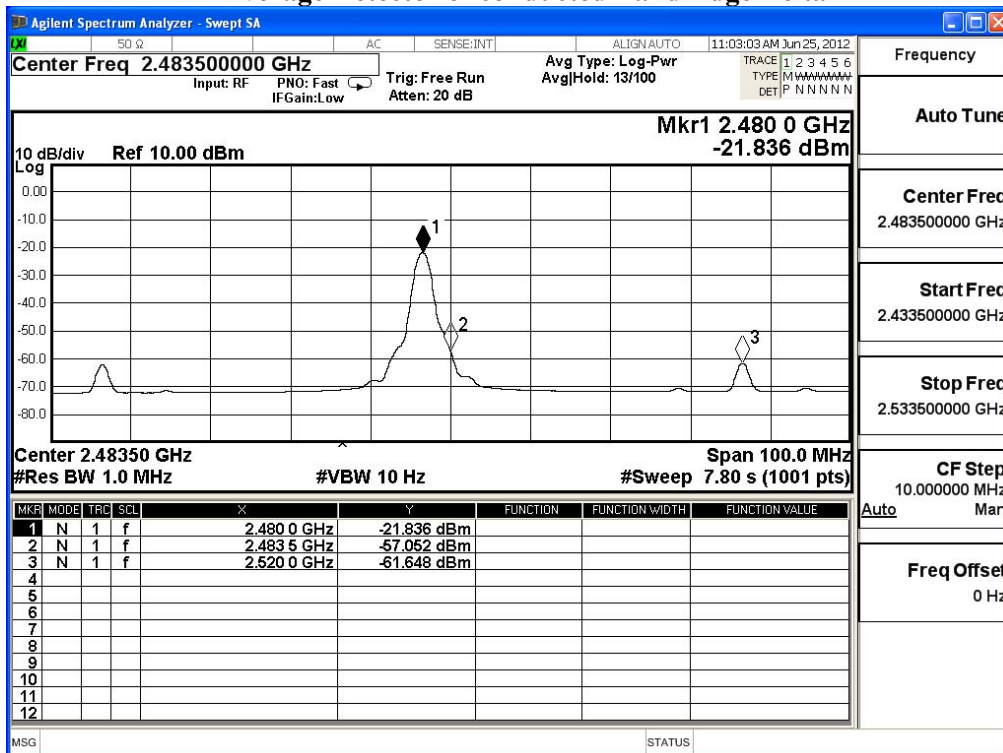 Agilent Spectrum Analyzer - Swept SA
LXI 50 Ω AC SENSE:INT ALIGN AUTO 11:03:03 AM Jun 25, 2012
Center Freq 2.483500000 GHz
Input: RF PNO: Fast IFGain:Low
Trig: Free Run
Atten: 20 dB
Avg Type: Log-Pwr
Avg|Hold: 13/100
TRACE 1 2 3 4 5 6
TYPE M W W W W W
DET P N N N N N
Mkr1 2.480 0 GHz
-21.836 dBm
10 dB/div Ref 10.00 dBm
Log
0.00
-10.0
-20.0
-30.0
-40.0
-50.0
-60.0
-70.0
-80.0
1
2
3
Center 2.48350 GHz Span 100.0 MHz
#Res BW 1.0 MHz #VBW 10 Hz #Sweep 7.80 s (1001 pts)
MKR MODE TRC SCL X Y FUNCTION FUNCTION WIDTH FUNCTION VALUE
1 N 1 f 2.480 0 GHz -21.836 dBm
2 N 1 f 2.483 5 GHz -57.052 dBm
3 N 1 f 2.520 0 GHz -61.648 dBm
4
5
6
7
8
9
10
11
12
MSG STATUS
Frequency
Auto Tune
Center Freq
2.483500000 GHz
Start Freq
2.433500000 GHz
Stop Freq
2.533500000 GHz
CF Step
10.000000 MHz
Auto Man
Freq Offset
0 Hz